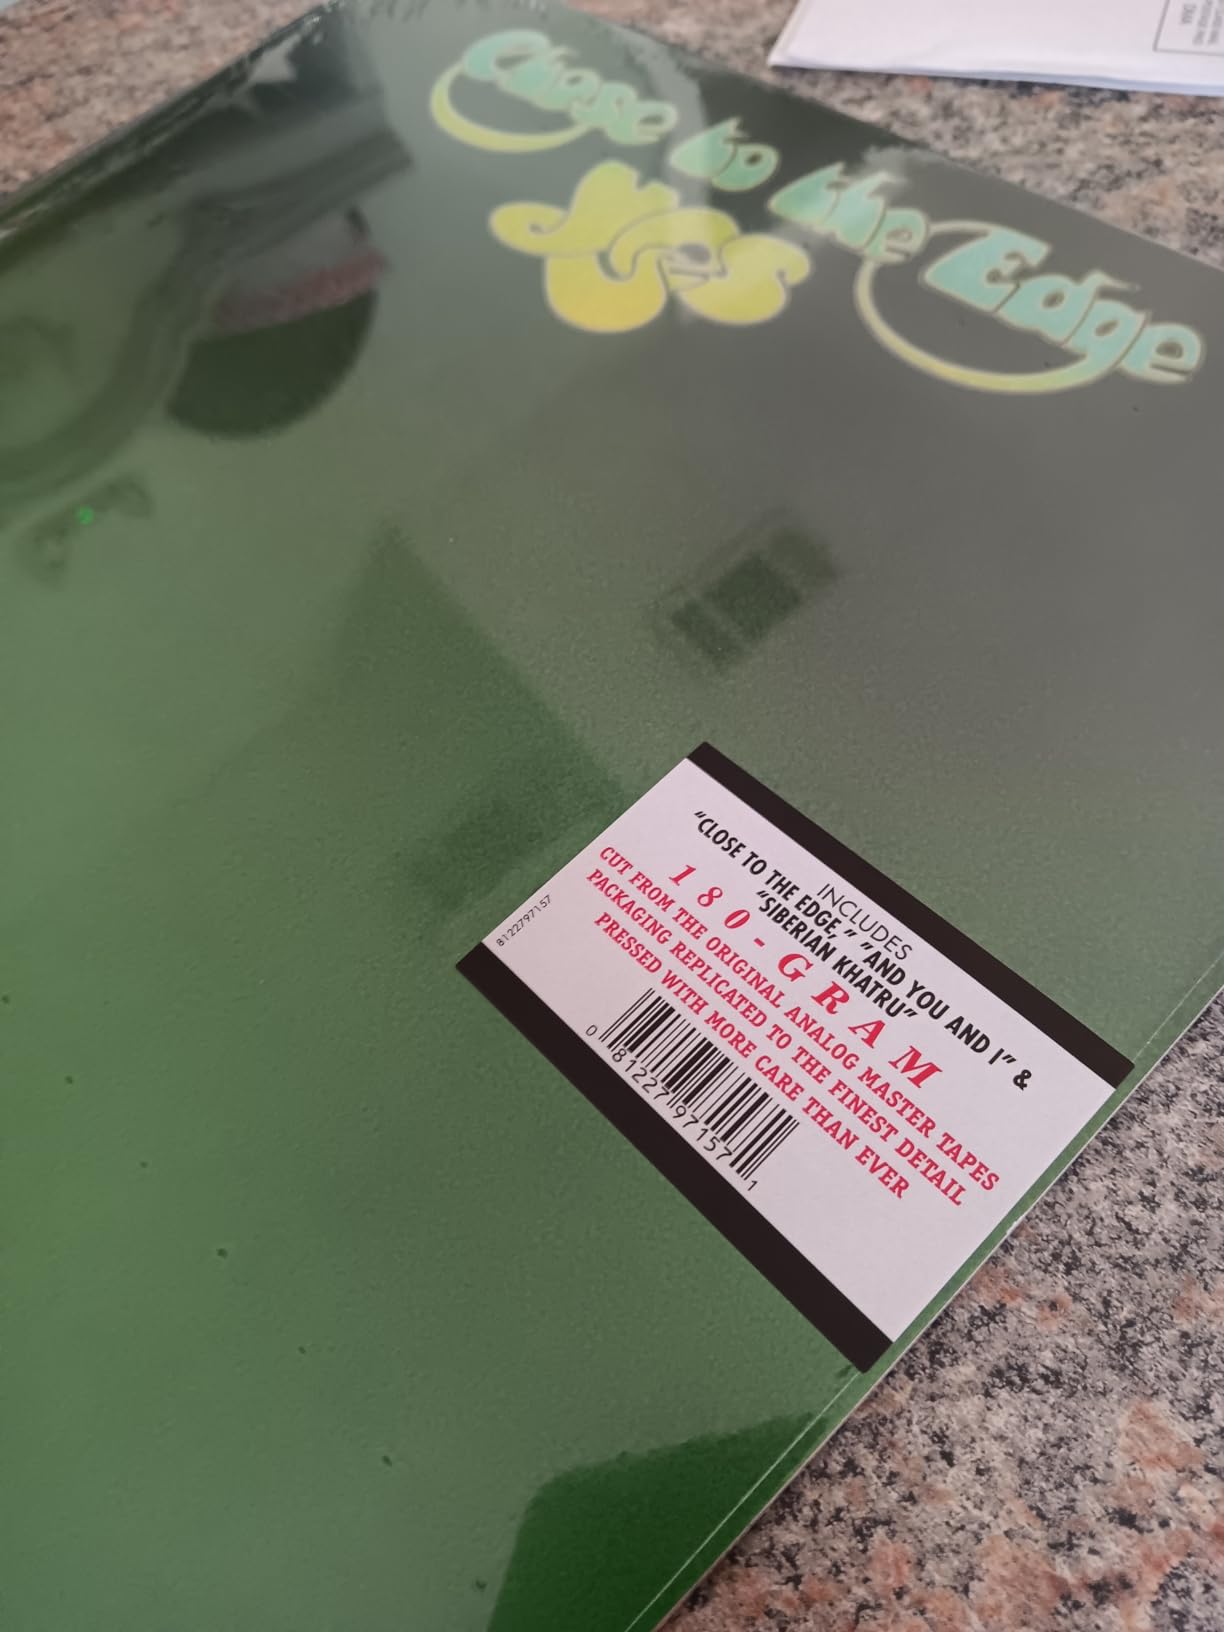 Close to the Edge
Yes
INCLUDES
"CLOSE TO THE EDGE," "AND YOU AND I" &
"SIBERIAN KHATRU"
180-GRAM
CUT FROM THE ORIGINAL ANALOG MASTER TAPES
PACKAGING REPLICATED TO THE FINEST DETAIL
PRESSED WITH MORE CARE THAN EVER
8122797157
0 81227 97157 1